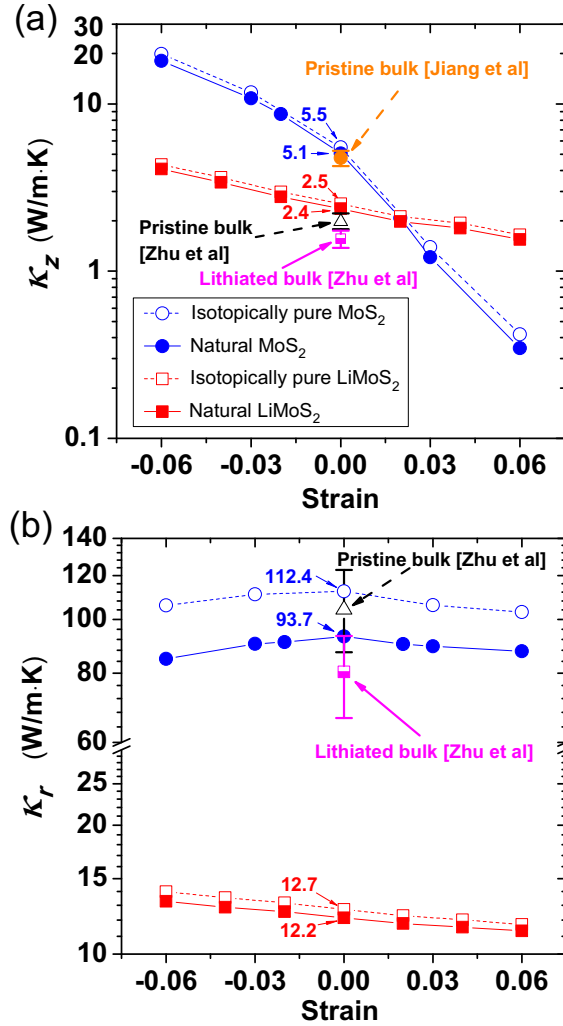 (a)
30
20
10
1
0.1
κz (W/m·K)
Pristine bulk [Jiang et al]
5.5
5.1
2.5
2.4
Pristine bulk
[Zhu et al]
Lithiated bulk [Zhu et al]
Isotopically pure MoS₂
Natural MoS₂
Isotopically pure LiMoS₂
Natural LiMoS₂
-0.06 -0.03 0.00 0.03 0.06
Strain
(b)
140
120
100
80
60
25
20
15
10
κr (W/m·K)
Pristine bulk [Zhu et al]
112.4
93.7
Lithiated bulk [Zhu et al]
12.7
12.2
-0.06 -0.03 0.00 0.03 0.06
Strain